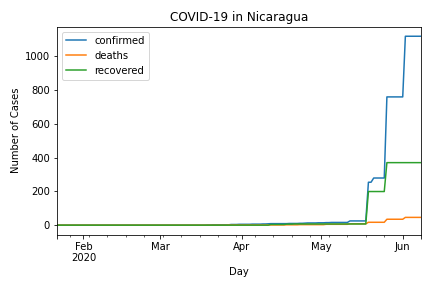 COVID-19 in Nicaragua
confirmed
deaths
recovered
Number of Cases
1000
800
600
400
200
0
Feb
2020
Mar
Apr
May
Jun
Day